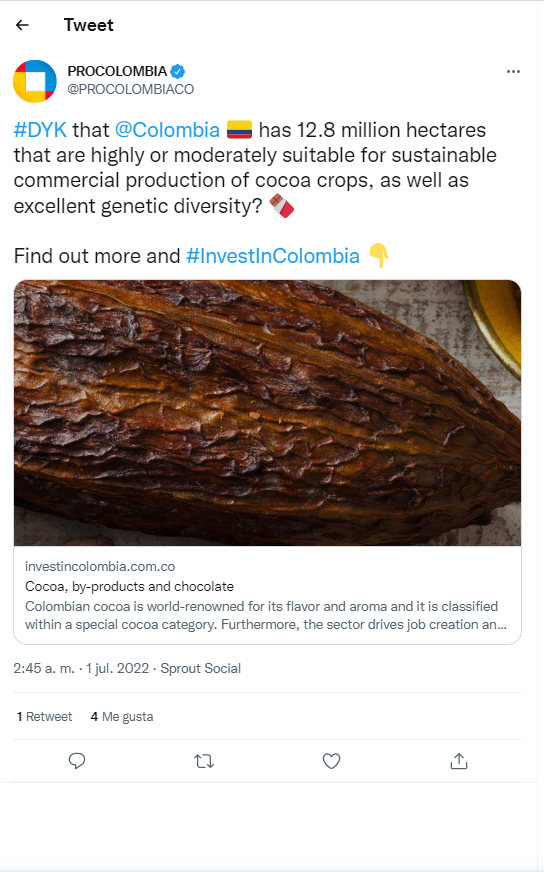 Tweet
PROCOLOMBIA
@PROCOLOMBIACO
#DYK that @Colombia 🇨🇴 has 12.8 million hectares
that are highly or moderately suitable for sustainable
commercial production of cocoa crops, as well as
excellent genetic diversity? 🍫
Find out more and #InvestInColombia 👇
investincolombia.com.co
Cocoa, by-products and chocolate
Colombian cocoa is world-renowned for its flavor and aroma and it is classified
within a special cocoa category. Furthermore, the sector drives job creation an...
2:45 a. m. · 1 jul. 2022 · Sprout Social
1 Retweet 4 Me gusta